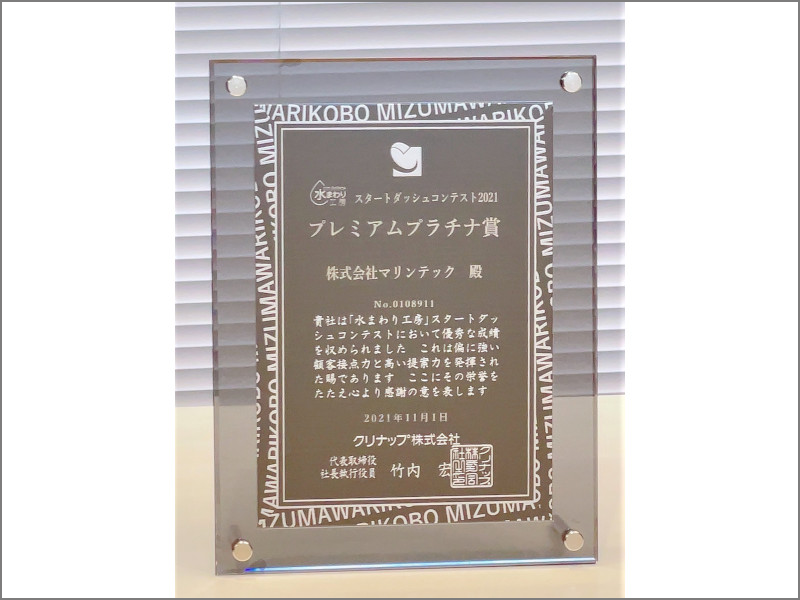 ARIKOBO MIZUMAWARIKOBO
水まわり
工房
スタートダッシュコンテスト2021
プレミアムプラチナ賞
株式会社マリンテック 殿
No.0108911
貴社は「水まわり工房」スタートダッ
シュコンテストにおいて優秀な成績
を収められました これは偏に強い
顧客接点力と高い提案力を発揮され
た賜であります ここにその栄誉を
たたえ心より感謝の意を表します
2021年11月1日
クリナップ株式会社
代表取締役
社長執行役員 竹内 宏
MIZUMAWARIKOBO MIZUMAWARIKOBO